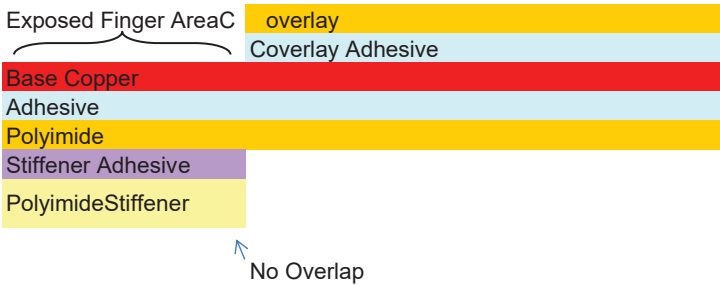 Exposed Finger AreaC overlay
Coverlay Adhesive
Base Copper
Adhesive
Polyimide
Stiffener Adhesive
PolyimideStiffener
No Overlap